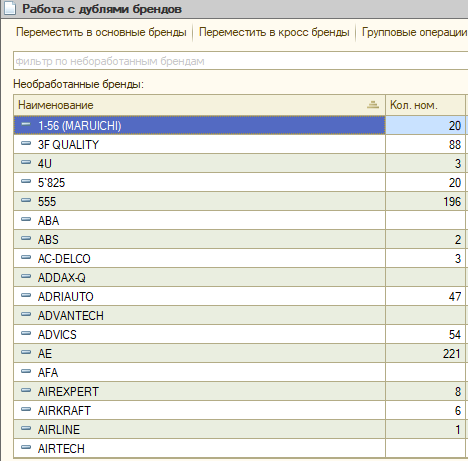 Работа с дублями брендов
Переместить в основные бренды Переместить в кросс бренды Групповые операции
фильтр по небоработанным брендам
Необработанные бренды:
Наименование Кол. ном.
1-56 (MARUICHI) 20
3F QUALITY 88
4U 3
5`825 20
555 196
ABA
ABS 2
AC-DELCO 3
ADDAX-Q
ADRIAUTO 47
ADVANTECH
ADVICS 54
AE 221
AFA
AIREXPERT 8
AIRKRAFT 6
AIRLINE 1
AIRTECH